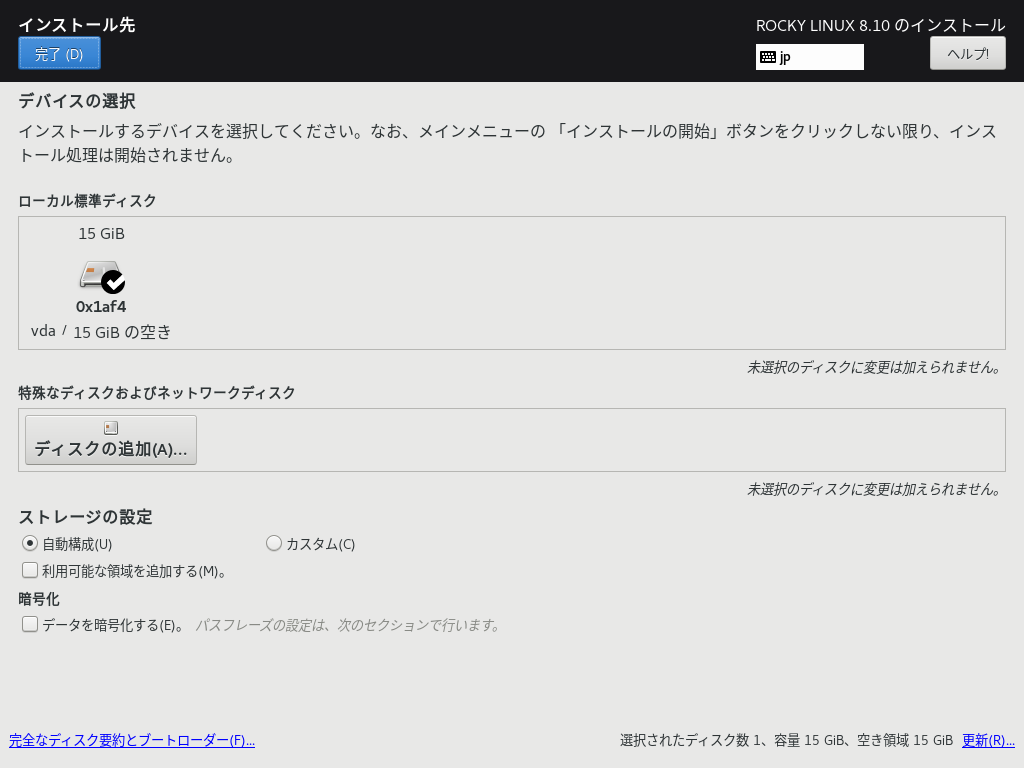 インストール先
ROCKY LINUX 8.10 のインストール
完了 (D)
jp
ヘルプ!
デバイスの選択
インストールするデバイスを選択してください。なお、メインメニューの 「インストールの開始」ボタンをクリックしない限り、インス
トール処理は開始されません。
ローカル標準ディスク
15 GiB
0x1af4
vda / 15 GiB の空き
未選択のディスクに変更は加えられません。
特殊なディスクおよびネットワークディスク
ディスクの追加(A)...
未選択のディスクに変更は加えられません。
ストレージの設定
自動構成(U)
カスタム(C)
利用可能な領域を追加する(M)。
暗号化
データを暗号化する(E)。 パスフレーズの設定は、次のセクションで行います。
完全なディスク要約とブートローダー(F)...
選択されたディスク数 1、容量 15 GiB、空き領域 15 GiB 更新(R)...